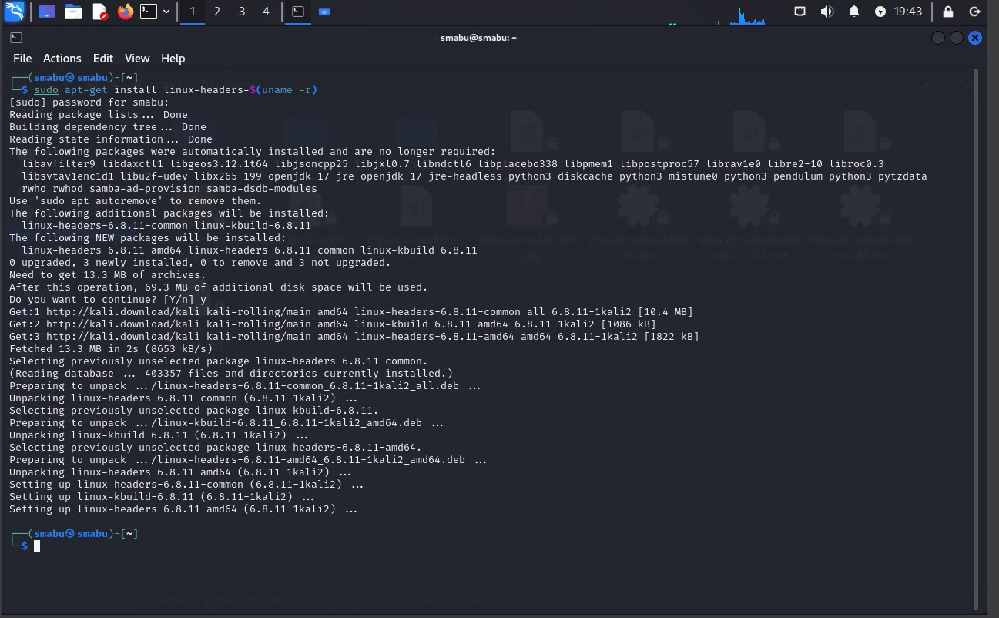 1 2 3 4 19:43
smabu@smabu: ~
File Actions Edit View Help
┌──(smabu㉿smabu)-[~]
└─$ sudo apt-get install linux-headers-$(uname -r)
[sudo] password for smabu:
Reading package lists... Done
Building dependency tree... Done
Reading state information... Done
The following packages were automatically installed and are no longer required:
  libavfilter9 libdaxctl1 libgeos3.12.1t64 libjsoncpp25 libjxl0.7 libndctl6 libplacebo338 libpmem1 libpostproc57 librav1e0 libre2-10 libroc0.3
  libsvtav1enc1d1 libu2f-udev libx265-199 openjdk-17-jre openjdk-17-jre-headless python3-diskcache python3-mistune0 python3-pendulum python3-pytzdata
  rwho rwhod samba-ad-provision samba-dsdb-modules
Use 'sudo apt autoremove' to remove them.
The following additional packages will be installed:
  linux-headers-6.8.11-common linux-kbuild-6.8.11
The following NEW packages will be installed:
  linux-headers-6.8.11-amd64 linux-headers-6.8.11-common linux-kbuild-6.8.11
0 upgraded, 3 newly installed, 0 to remove and 3 not upgraded.
Need to get 13.3 MB of archives.
After this operation, 69.3 MB of additional disk space will be used.
Do you want to continue? [Y/n] y
Get:1 http://kali.download/kali kali-rolling/main amd64 linux-headers-6.8.11-common all 6.8.11-1kali2 [10.4 MB]
Get:2 http://kali.download/kali kali-rolling/main amd64 linux-kbuild-6.8.11 amd64 6.8.11-1kali2 [1086 kB]
Get:3 http://kali.download/kali kali-rolling/main amd64 linux-headers-6.8.11-amd64 amd64 6.8.11-1kali2 [1822 kB]
Fetched 13.3 MB in 2s (8653 kB/s)
Selecting previously unselected package linux-headers-6.8.11-common.
(Reading database ... 403357 files and directories currently installed.)
Preparing to unpack .../linux-headers-6.8.11-common_6.8.11-1kali2_all.deb ...
Unpacking linux-headers-6.8.11-common (6.8.11-1kali2) ...
Selecting previously unselected package linux-kbuild-6.8.11.
Preparing to unpack .../linux-kbuild-6.8.11_6.8.11-1kali2_amd64.deb ...
Unpacking linux-kbuild-6.8.11 (6.8.11-1kali2) ...
Selecting previously unselected package linux-headers-6.8.11-amd64.
Preparing to unpack .../linux-headers-6.8.11-amd64_6.8.11-1kali2_amd64.deb ...
Unpacking linux-headers-6.8.11-amd64 (6.8.11-1kali2) ...
Setting up linux-headers-6.8.11-common (6.8.11-1kali2) ...
Setting up linux-kbuild-6.8.11 (6.8.11-1kali2) ...
Setting up linux-headers-6.8.11-amd64 (6.8.11-1kali2) ...
┌──(smabu㉿smabu)-[~]
└─$